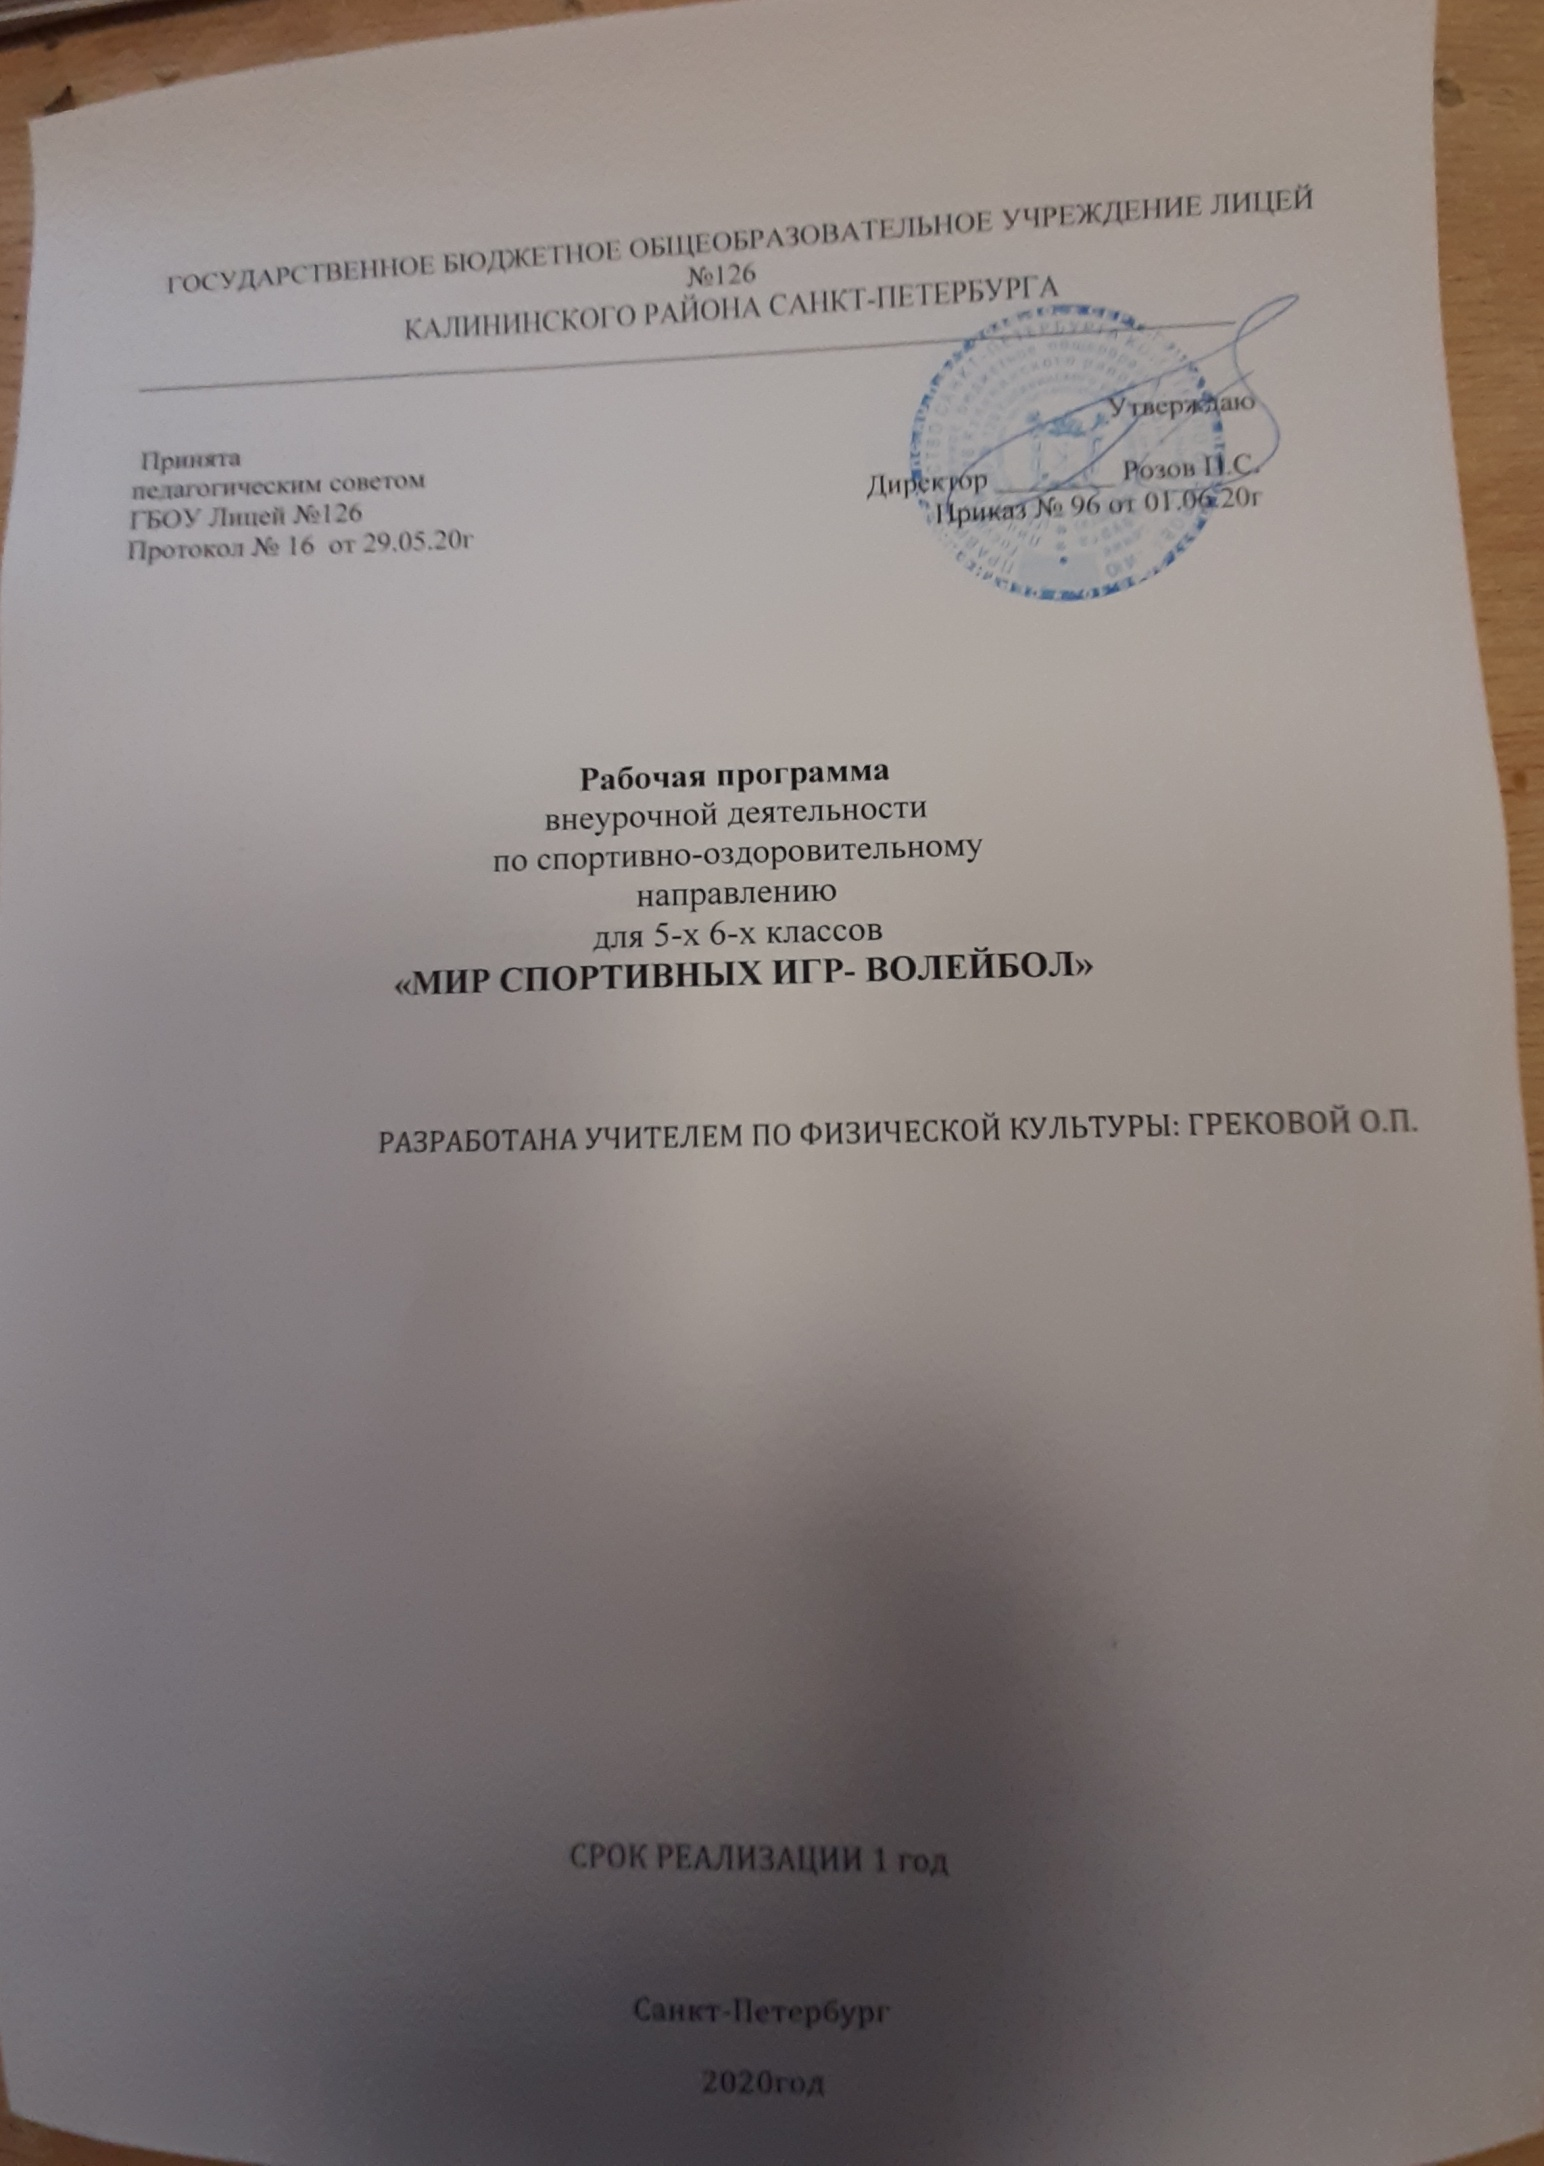 ГОСУДАРСТВЕННОЕ БЮДЖЕТНОЕ ОБЩЕОБРАЗОВАТЕЛЬНОЕ УЧРЕЖДЕНИЕ ЛИЦЕЙ
№126
КАЛИНИНСКОГО РАЙОНА САНКТ-ПЕТЕРБУРГА
Принята
педагогическим советом
ГБОУ Лицей №126
Протокол № 16 от 29.05.20г
Утверждаю
Директор ________ Розов П.С.
Приказ № 96 от 01.06.20г
Рабочая программа
внеурочной деятельности
по спортивно-оздоровительному
направлению
для 5-х 6-х классов
«МИР СПОРТИВНЫХ ИГР- ВОЛЕЙБОЛ»
РАЗРАБОТАНА УЧИТЕЛЕМ ПО ФИЗИЧЕСКОЙ КУЛЬТУРЫ: ГРЕКОВОЙ О.П.
СРОК РЕАЛИЗАЦИИ 1 год
Санкт-Петербург
2020год